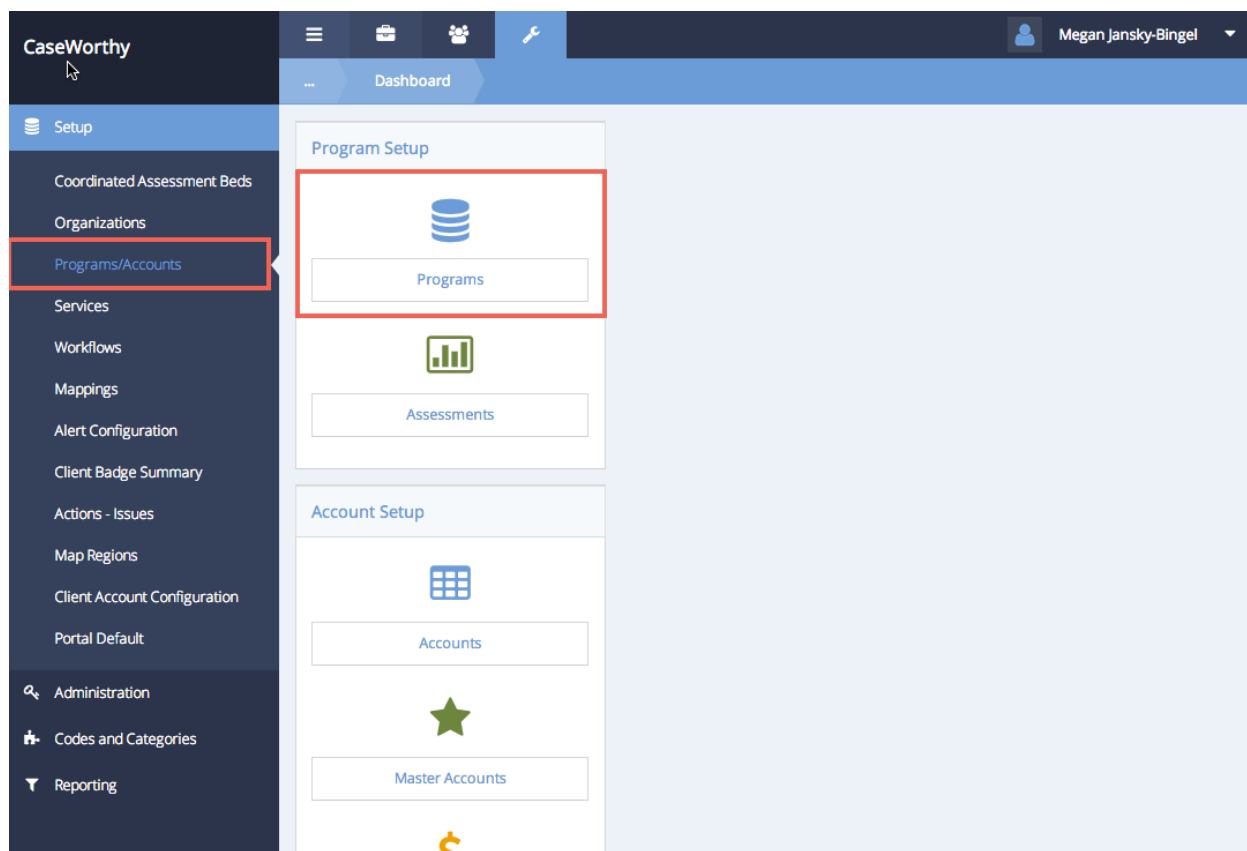 CaseWorthy
Megan Jansky-Bingel
...
Dashboard
Setup
Coordinated Assessment Beds
Organizations
Programs/Accounts
Services
Workflows
Mappings
Alert Configuration
Client Badge Summary
Actions - Issues
Map Regions
Client Account Configuration
Portal Default
Administration
Codes and Categories
Reporting
Program Setup
Programs
Assessments
Account Setup
Accounts
Master Accounts